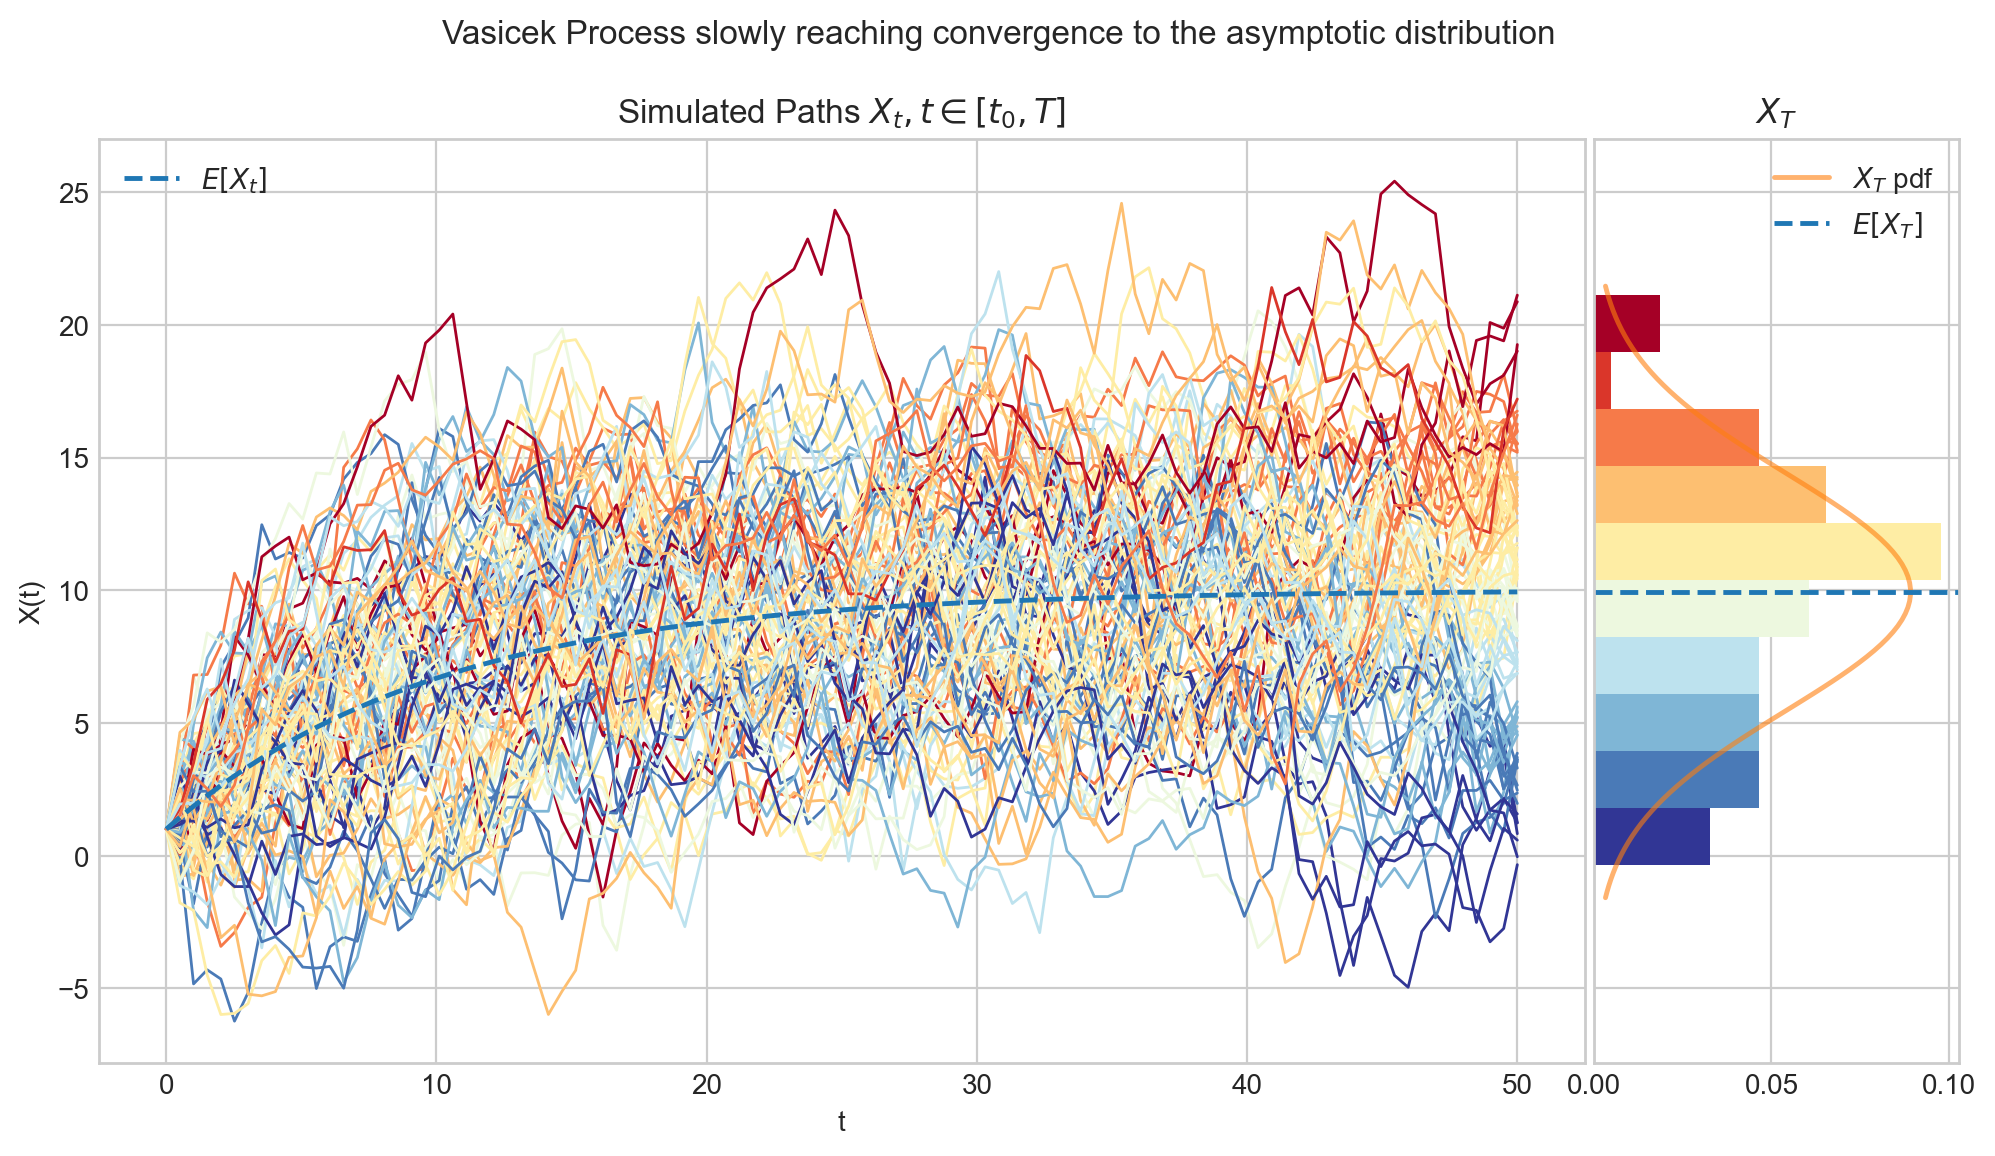 Vasicek Process slowly reaching convergence to the asymptotic distribution
Simulated Paths $X_t, t \in [t_0, T]$
$X_T$
$E[X_t]$
$X_T$ pdf
$E[X_T]$
25
20
15
10
5
0
−5
X(t)
0 10 20 30 40 50
0.00 0.05 0.10
t